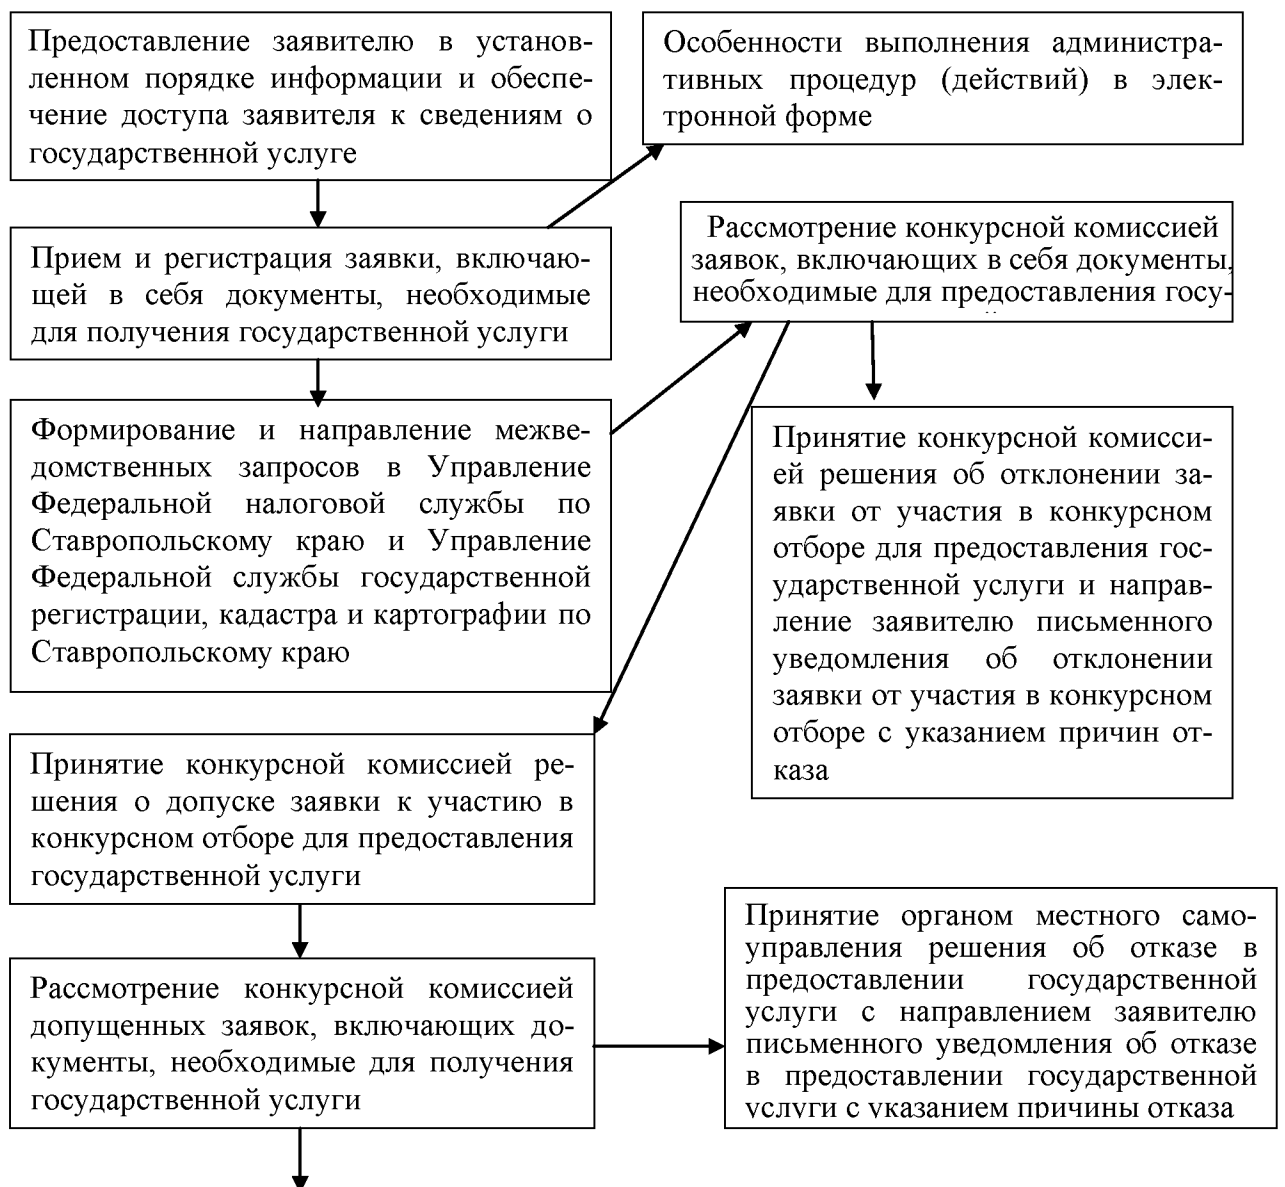 Предоставление заявителю в установ-
ленном порядке информации и обеспе-
чение доступа заявителя к сведениям о
государственной услуге
Особенности выполнения администра-
тивных процедур (действий) в элек-
тронной форме
Прием и регистрация заявки, включаю-
щей в себя документы, необходимые
для получения государственной услуги
Рассмотрение конкурсной комиссией
заявок, включающих в себя документы,
необходимые для предоставления госу-
Формирование и направление межве-
домственных запросов в Управление
Федеральной налоговой службы по
Ставропольскому краю и Управление
Федеральной службы государственной
регистрации, кадастра и картографии по
Ставропольскому краю
Принятие конкурсной комисси-
ей решения об отклонении за-
явки от участия в конкурсном
отборе для предоставления гос-
ударственной услуги и направ-
ление заявителю письменного
уведомления об отклонении
заявки от участия в конкурсном
отборе с указанием причин от-
каза
Принятие конкурсной комиссией ре-
шения о допуске заявки к участию в
конкурсном отборе для предоставления
государственной услуги
Рассмотрение конкурсной комиссией
допущенных заявок, включающих до-
кументы, необходимые для получения
государственной услуги
Принятие органом местного само-
управления решения об отказе в
предоставлении государственной
услуги с направлением заявителю
письменного уведомления об отказе
в предоставлении государственной
услуги с указанием причины отказа